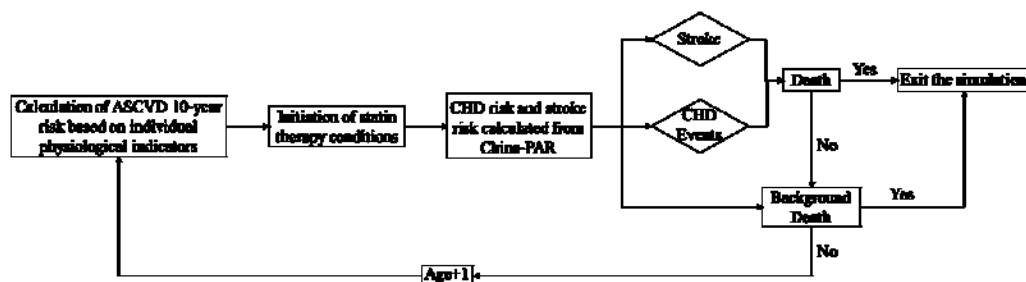 Calculation of ASCVD 10-year
risk based on individual
physiological indicators
Initiation of statin
therapy conditions
CHD risk and stroke
risk calculated from
China-PAR
Stroke
CHD
Events
Death
Yes
Exit the simulation
No
Background
Death
Yes
No
Age+1